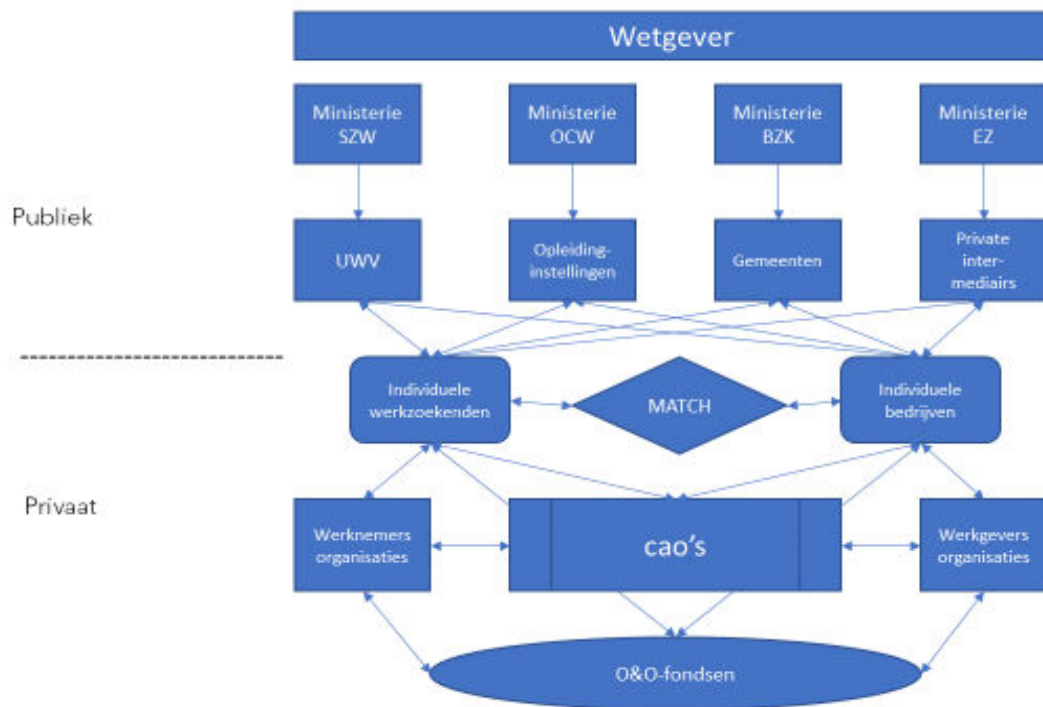 Wetgever
Ministerie
SZW
Ministerie
OCW
Ministerie
BZK
Ministerie
EZ
Publiek
UWV
Opleiding-
instellingen
Gemeenten
Private
inter-
mediairs
Individuele
werkzoekenden
MATCH
Individuele
bedrijven
Privaat
Werknemers
organisaties
cao's
Werkgevers
organisaties
O&O-fondsen